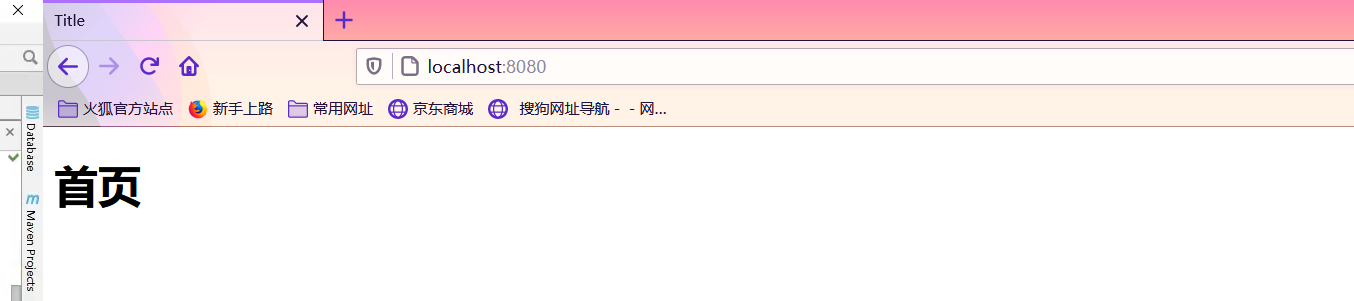 Title
localhost:8080
火狐官方站点 新手上路 常用网址 京东商城 搜狗网址导航 - - 网...
Database
m Maven Projects
首页